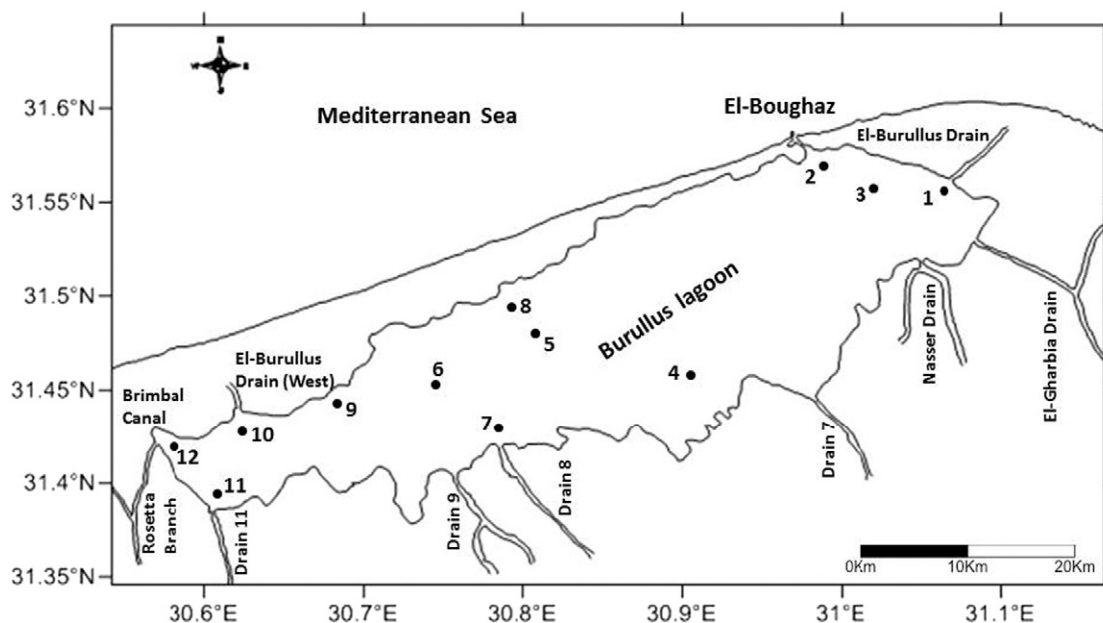 31.6°N
31.55°N
31.5°N
31.45°N
31.4°N
31.35°N
W
E
Mediterranean Sea
El-Boughaz
El-Burullus Drain
2
3
1
8
5
Burullus lagoon
4
6
7
9
10
11
12
El-Burullus
Drain (West)
Brimbal
Canal
Rosetta
Branch
Drain 11
Drain 9
Drain 8
Drain 7
Nasser Drain
El-Gharbia Drain
0Km
10Km
20Km
30.6°E
30.7°E
30.8°E
30.9°E
31°E
31.1°E